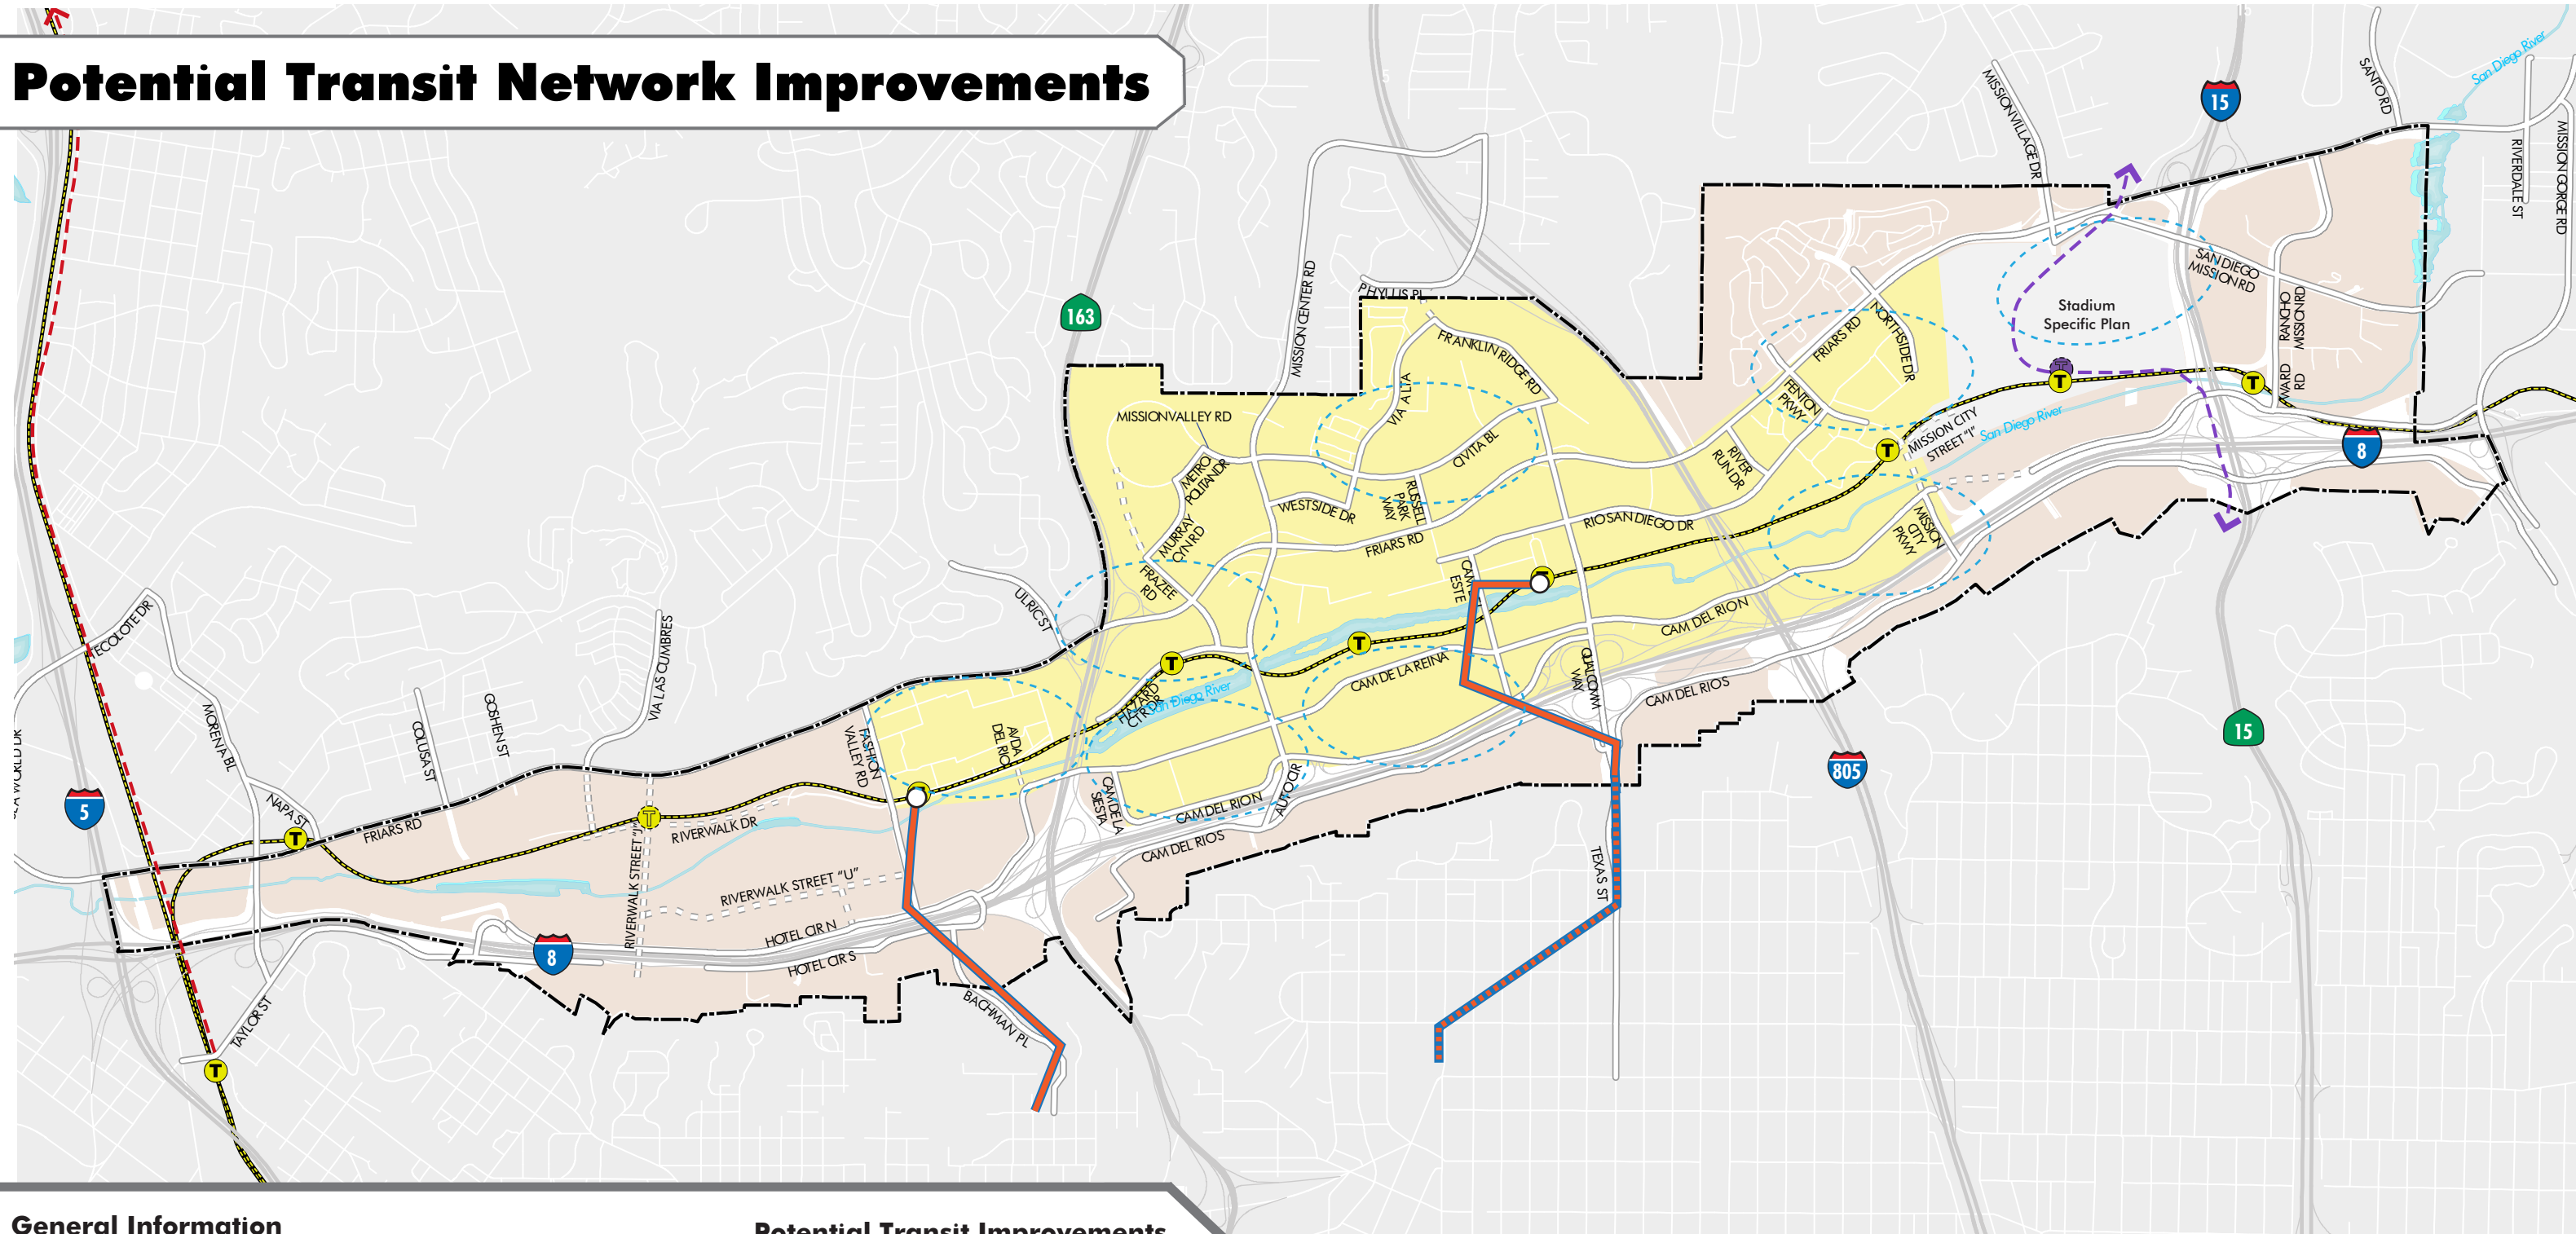 Potential Transit Network Improvements
SANTO RD
San Diego River
15
MISSION VILLAGE DR
RIVERDALE ST
MISSION GORGE RD
SAN DIEGO
MISSION RD
MISSION CENTER RD
PHYLLIS PL
163
Stadium
Specific Plan
RANCHO
MISSION RD
NORTHSIDE DR
FRIARS RD
FRANKLIN RIDGE RD
VIA ALTA
FENTON
PKWY
WARD
RD
MISSION VALLEY RD
MISSION CITY
STREET "I"
San Diego River
8
CIVITA BL
RIVER
RUN DR
METRO
POLITAN DR
RUSSELL
PARK
WAY
WESTSIDE DR
RIO SAN DIEGO DR
MISSION
CITY
PKWY
MURRAY
CYN RD
FRIARS RD
FRAZEE
RD
ULRIC ST
ESTE
CAM DEL RIO N
TECOLOTE DR
VIA LAS CUMBRES
CAM DE LA REINA
QUALCOMM
WAY
CAM DEL RIO S
HAZARD
CTR DR
San Diego River
MORENA BL
COLUSA ST
GOSHEN ST
FASHION
VALLEY RD
AVDA
DEL RIO
15
805
5
CAM DE LA
SIESTA
CAM DEL RIO N
AUTO CIR
NAPA ST
FRIARS RD
RIVERWALK DR
CAM DEL RIO S
RIVERWALK STREET "J"
RIVERWALK STREET "U"
TEXAS ST
HOTEL CIR N
8
HOTEL CIR S
TAYLOR ST
BACHMAN PL
T
T
T
T
T
T
T
T
General Information
Potential Transit Improvements